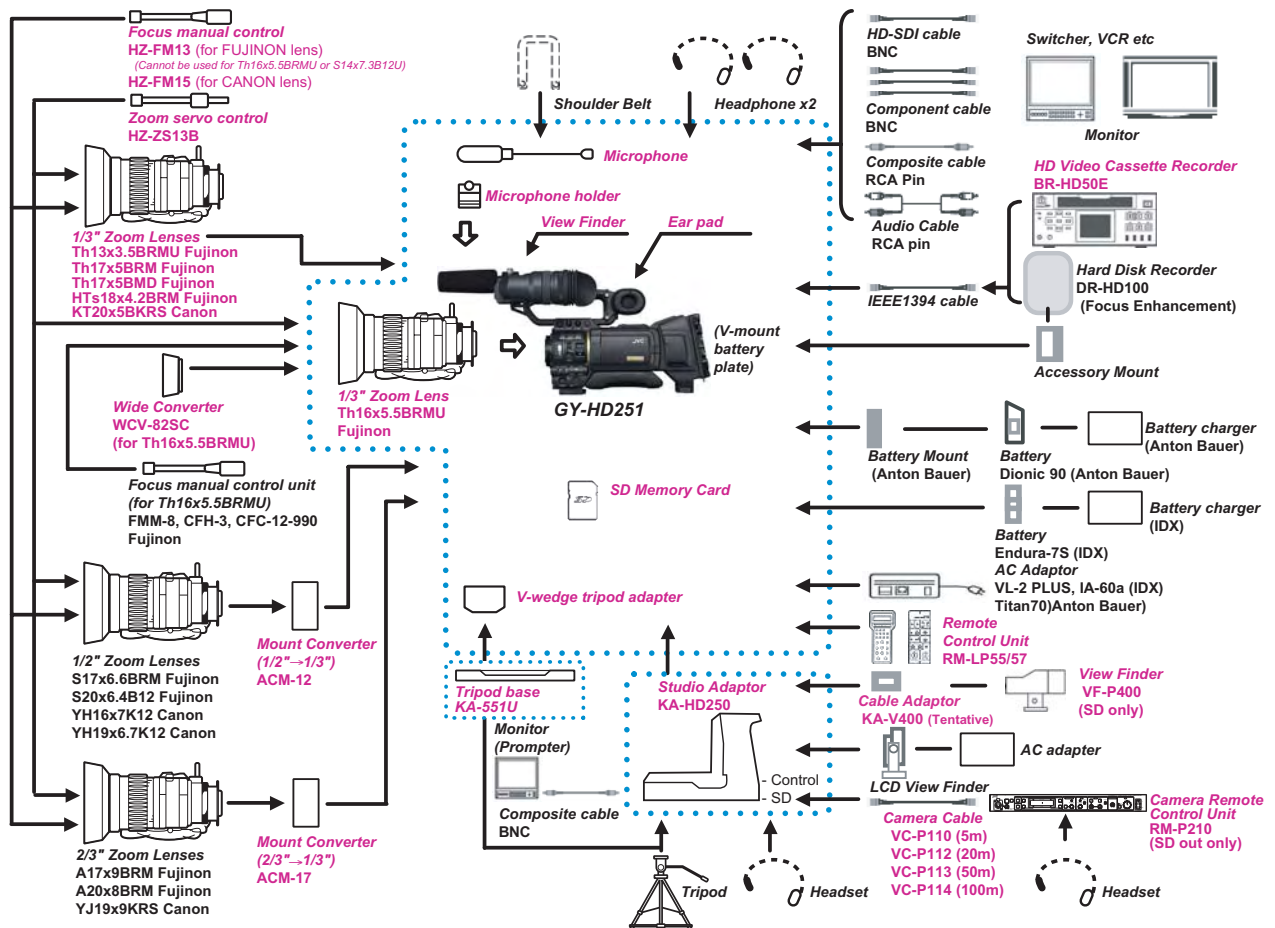 Focus manual control
HZ-FM13 (for FUJINON lens)
(Cannot be used for Th16x5.5BRMU or S14x7.3B12U)
HZ-FM15 (for CANON lens)
Zoom servo control
HZ-ZS13B
1/3" Zoom Lenses
Th13x3.5BRMU Fujinon
Th17x5BRM Fujinon
Th17x5BMD Fujinon
HTs18x4.2BRM Fujinon
KT20x5BKRS Canon
Wide Converter
WCV-82SC
(for Th16x5.5BRMU)
Focus manual control unit
(for Th16x5.5BRMU)
FMM-8, CFH-3, CFC-12-990
Fujinon
1/2" Zoom Lenses
S17x6.6BRM Fujinon
S20x6.4B12 Fujinon
YH16x7K12 Canon
YH19x6.7K12 Canon
Mount Converter
(1/2"→1/3")
ACM-12
2/3" Zoom Lenses
A17x9BRM Fujinon
A20x8BRM Fujinon
YJ19x9KRS Canon
Mount Converter
(2/3"→1/3")
ACM-17
Shoulder Belt
Headphone x2
Microphone
Microphone holder
View Finder
Ear pad
1/3" Zoom Lens
Th16x5.5BRMU
Fujinon
JVC
GY-HD251
(V-mount
battery
plate)
SD Memory Card
V-wedge tripod adapter
Tripod base
KA-551U
Monitor
(Prompter)
Composite cable
BNC
Studio Adaptor
KA-HD250
- Control
- SD
Tripod
Headset
HD-SDI cable
BNC
Component cable
BNC
Composite cable
RCA Pin
Audio Cable
RCA pin
IEEE1394 cable
Switcher, VCR etc
Monitor
HD Video Cassette Recorder
BR-HD50E
Hard Disk Recorder
DR-HD100
(Focus Enhancement)
Accessory Mount
Battery Mount
(Anton Bauer)
Battery
Dionic 90 (Anton Bauer)
Battery charger
(Anton Bauer)
Battery
Endura-7S (IDX)
Battery charger
(IDX)
AC Adaptor
VL-2 PLUS, IA-60a (IDX)
Titan70)Anton Bauer)
Remote
Control Unit
RM-LP55/57
Cable Adaptor
KA-V400 (Tentative)
View Finder
VF-P400
(SD only)
LCD View Finder
AC adapter
Camera Cable
VC-P110 (5m)
VC-P112 (20m)
VC-P113 (50m)
VC-P114 (100m)
Camera Remote
Control Unit
RM-P210
(SD out only)
Headset